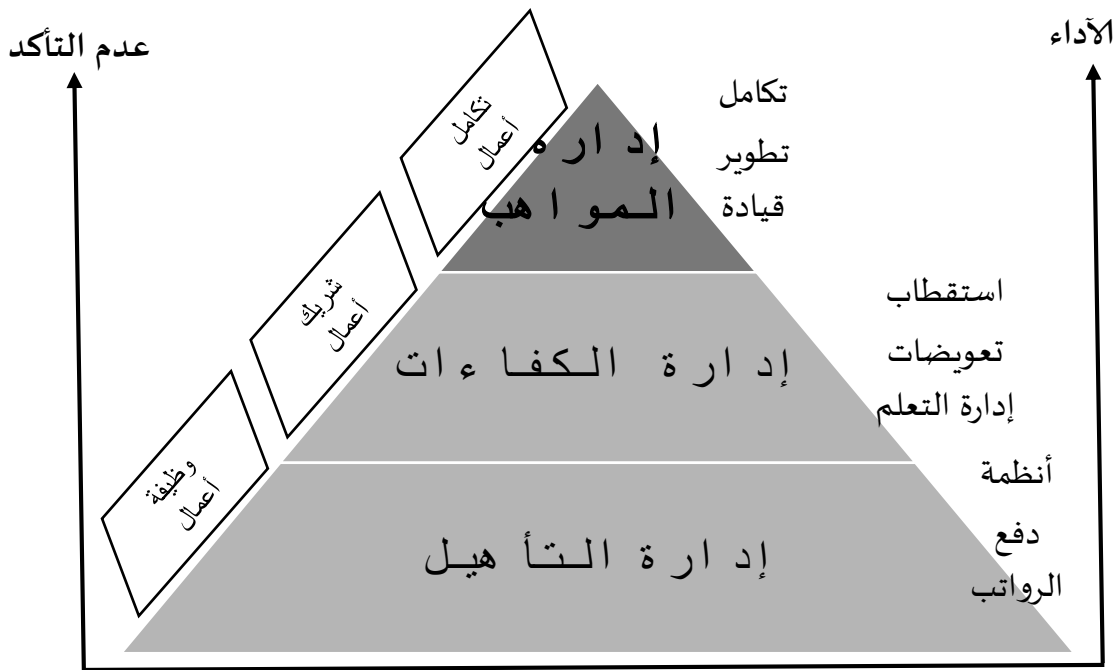 الآداء
عدم التأكد
تكامل
تطوير
قيادة
إدارة
المواهب
تكامل
أعمال
استقطاب
تعويضات
إدارة التعلم
إدارة الكفاءات
شريك
أعمال
أنظمة
دفع
الرواتب
إدارة التأهيل
وظيفة
أعمال